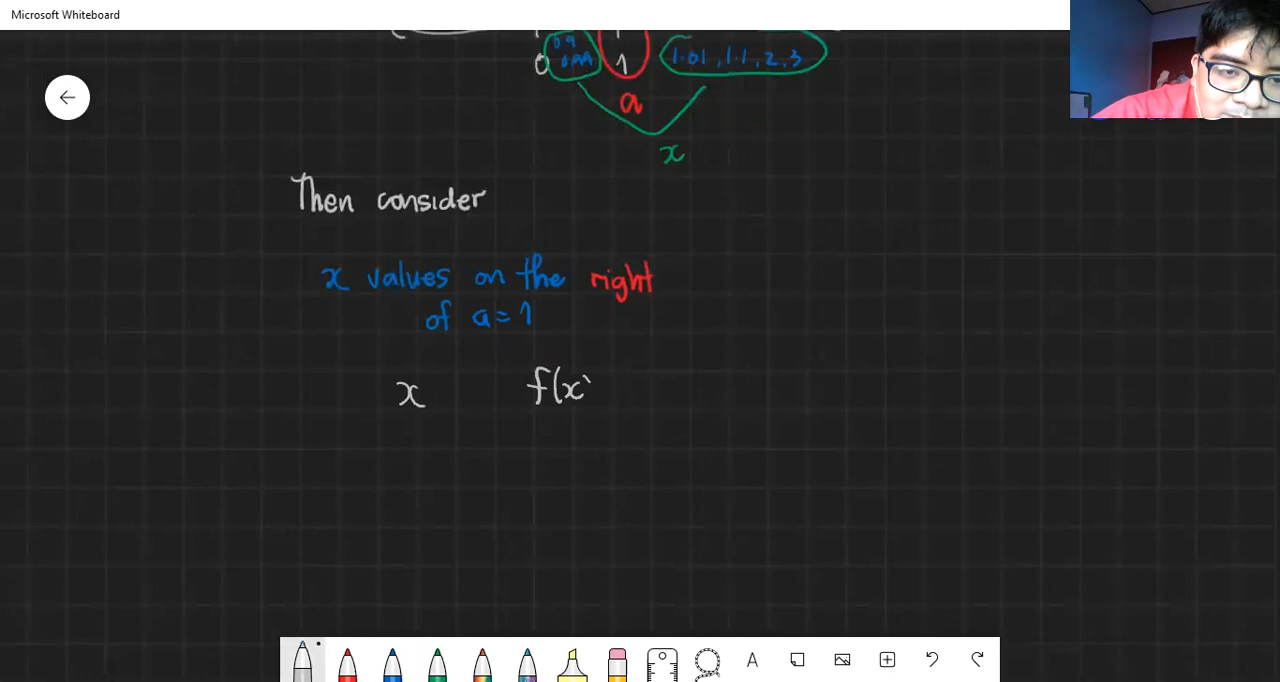 Microsoft Whiteboard
0.9
0.99
0 1 1.01, 1.1, 2, 3
a
x
Then consider
x values on the right
of a = 1
x f(x)
A